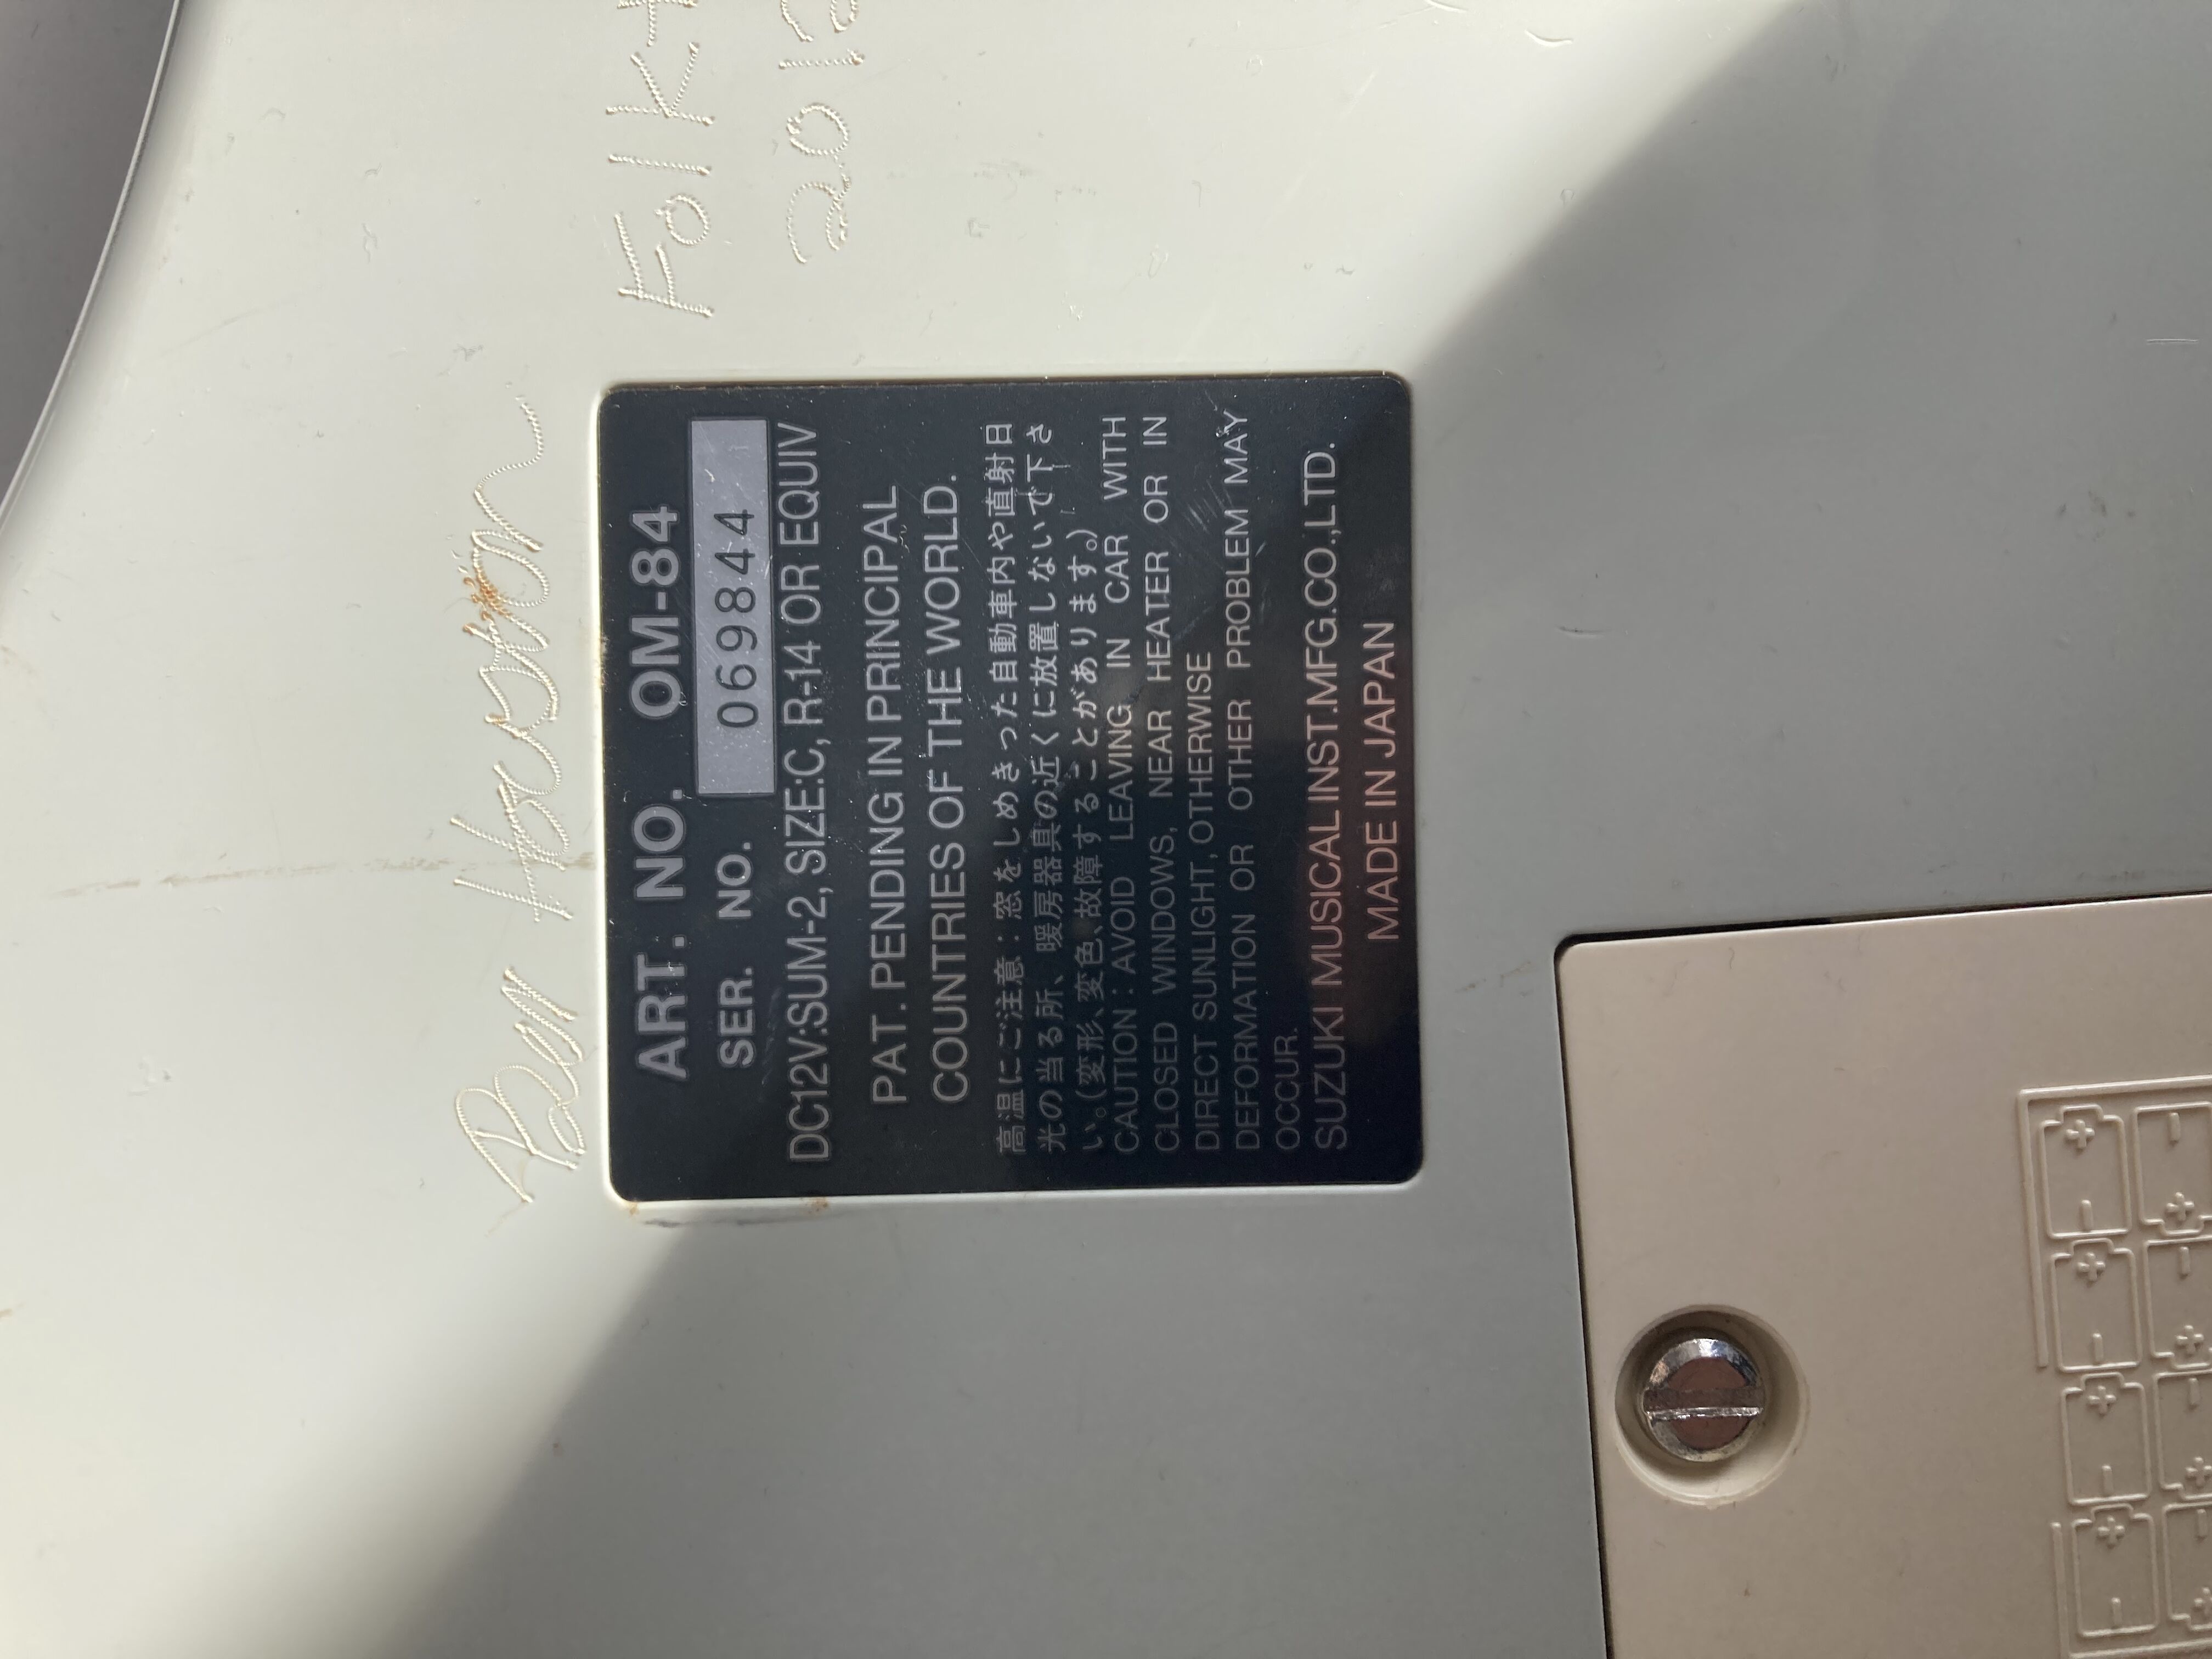 Ben Houston
Folk
201
ART. NO. OM-84
SER. NO. 069844
DC12V:SUM-2, SIZE:C, R-14 OR EQUIV
PAT. PENDING IN PRINCIPAL
COUNTRIES OF THE WORLD.
高温にご注意：窓をしめきった自動車内や直射日
光の当る所、暖房器具の近くに放置しないで下さ
い。(変形、変色、故障することがあります。)
CAUTION: AVOID LEAVING IN CAR WITH
CLOSED WINDOWS, NEAR HEATER OR IN
DIRECT SUNLIGHT, OTHERWISE
DEFORMATION OR OTHER PROBLEM MAY
OCCUR.
SUZUKI MUSICAL INST.MFG.CO.,LTD.
MADE IN JAPAN